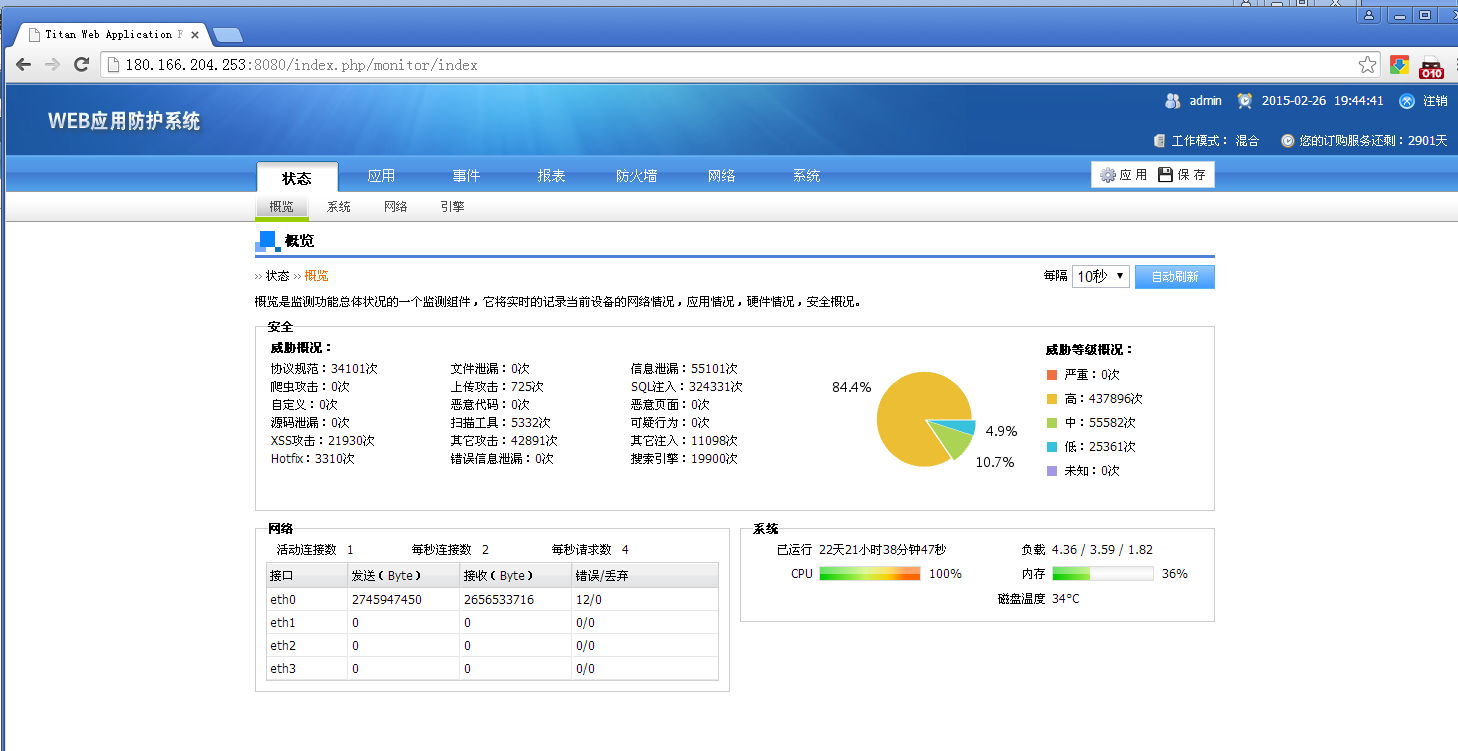 Titan Web Application F
180.166.204.253:8080/index.php/monitor/index
010
WEB应用防护系统
admin 2015-02-26 19:44:41 注销
工作模式： 混合 您的订购服务还剩：2901天
状态 应用 事件 报表 防火墙 网络 系统
应用 保存
概览 系统 网络 引擎
概览
›› 状态 ›› 概览
每隔 10秒 自动刷新
概览是监测功能总体状况的一个监测组件，它将实时的记录当前设备的网络情况，应用情况，硬件情况，安全概况。
安全
威胁概况：
协议规范：34101次 文件泄漏：0次 信息泄漏：55101次
爬虫攻击：0次 上传攻击：725次 SQL注入：324331次
自定义：0次 恶意代码：0次 恶意页面：0次
源码泄漏：0次 扫描工具：5332次 可疑行为：0次
XSS攻击：21930次 其它攻击：42891次 其它注入：11098次
Hotfix：3310次 错误信息泄漏：0次 搜索引擎：19900次
84.4%
4.9%
10.7%
威胁等级概况：
严重：0次
高：437896次
中：55582次
低：25361次
未知：0次
网络
活动连接数 1 每秒连接数 2 每秒请求数 4
接口 发送（Byte） 接收（Byte） 错误/丢弃
eth0 2745947450 2656533716 12/0
eth1 0 0 0/0
eth2 0 0 0/0
eth3 0 0 0/0
系统
已运行 22天21小时38分钟47秒 负载 4.36 / 3.59 / 1.82
CPU 100% 内存 36%
磁盘温度 34°C